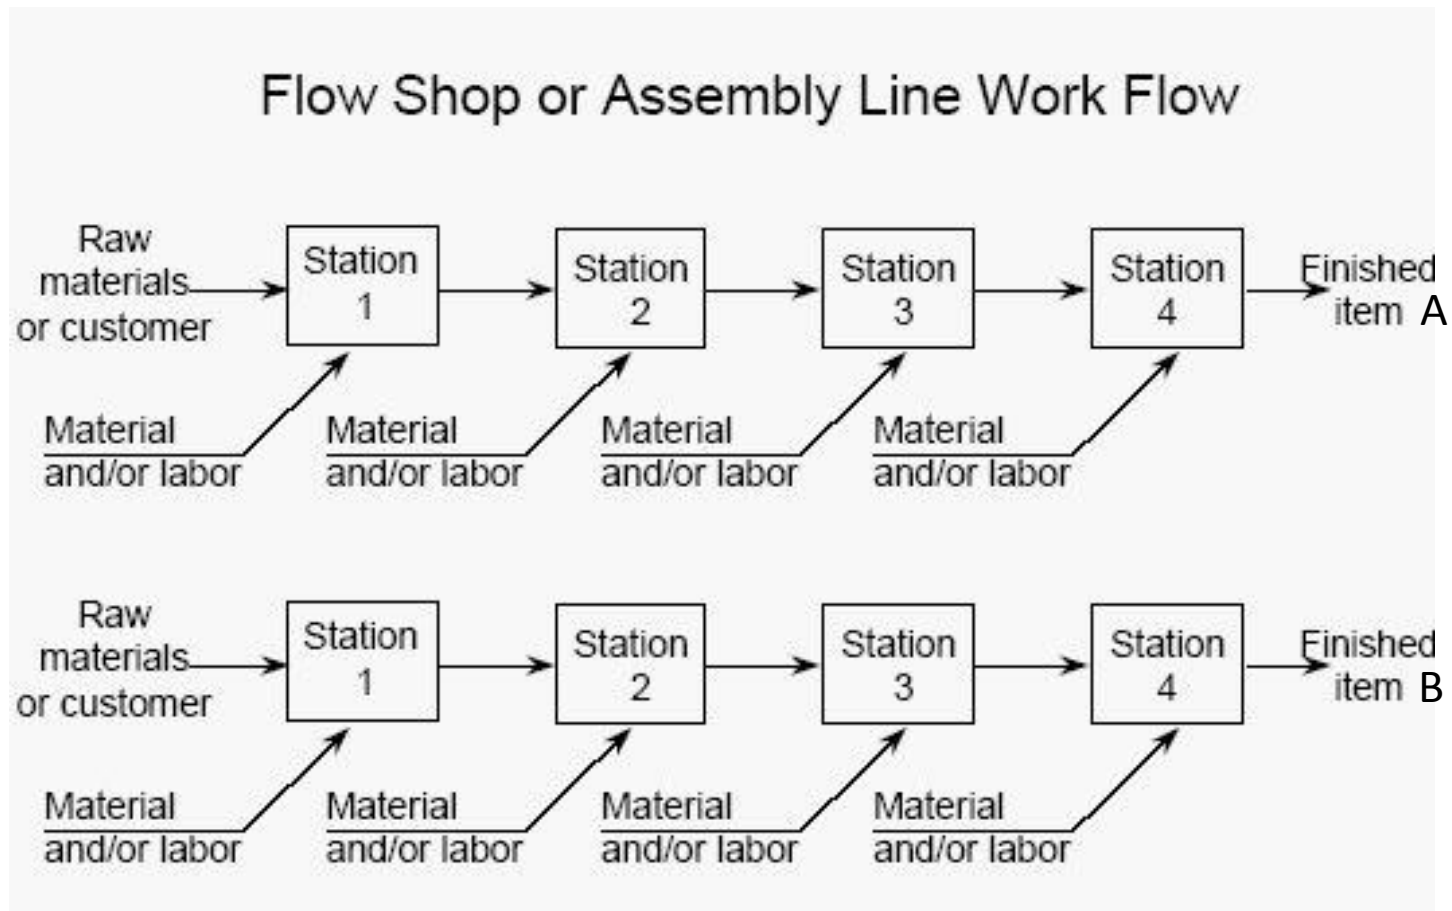 Flow Shop or Assembly Line Work Flow
Raw
materials
or customer
Station
1
Station
2
Station
3
Station
4
Finished
item A
Material
and/or labor
Material
and/or labor
Material
and/or labor
Material
and/or labor
Raw
materials
or customer
Station
1
Station
2
Station
3
Station
4
Finished
item B
Material
and/or labor
Material
and/or labor
Material
and/or labor
Material
and/or labor